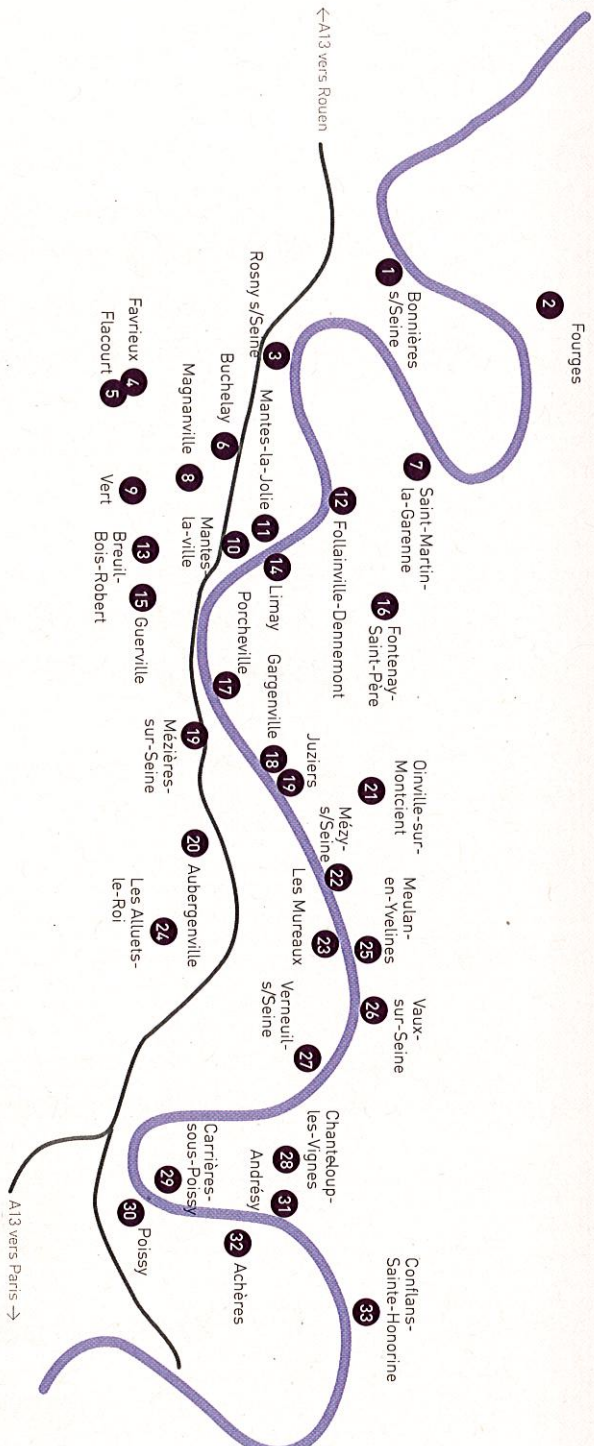 ←A13 vers Rouen
1
Bonnières
s/Seine
2
Fourges
Rosny s/Seine
3
Favrieux
4
Flacourt
5
Buchelay
6
7
Saint-Martin-
la-Garenne
Magnanville
8
Vert
9
Mantes-
la-ville
10
Mantes-la-Jolie
11
12
Follainville-Dennemont
13
Breuil-
Bois-Robert
14
Limay
15
Guerville
16
Fontenay-
Saint-Père
Porcheville
17
Gargenville
18
19
Juziers
19
Mézières-
sur-Seine
20
Aubergenville
Oinville-sur-
Montcient
21
Mézy-
s/Seine
22
Les Mureaux
23
24
Les Alluets-
le-Roi
Meulan-
en-Yvelines
25
26
Vaux-
sur-Seine
Verneuil-
s/Seine
27
Chanteloup-
les-Vignes
28
29
Carrières-
sous-Poissy
30
Poissy
Andrésy
31
32
Achères
33
Conflans-
Sainte-Honorine
A13 vers Paris →